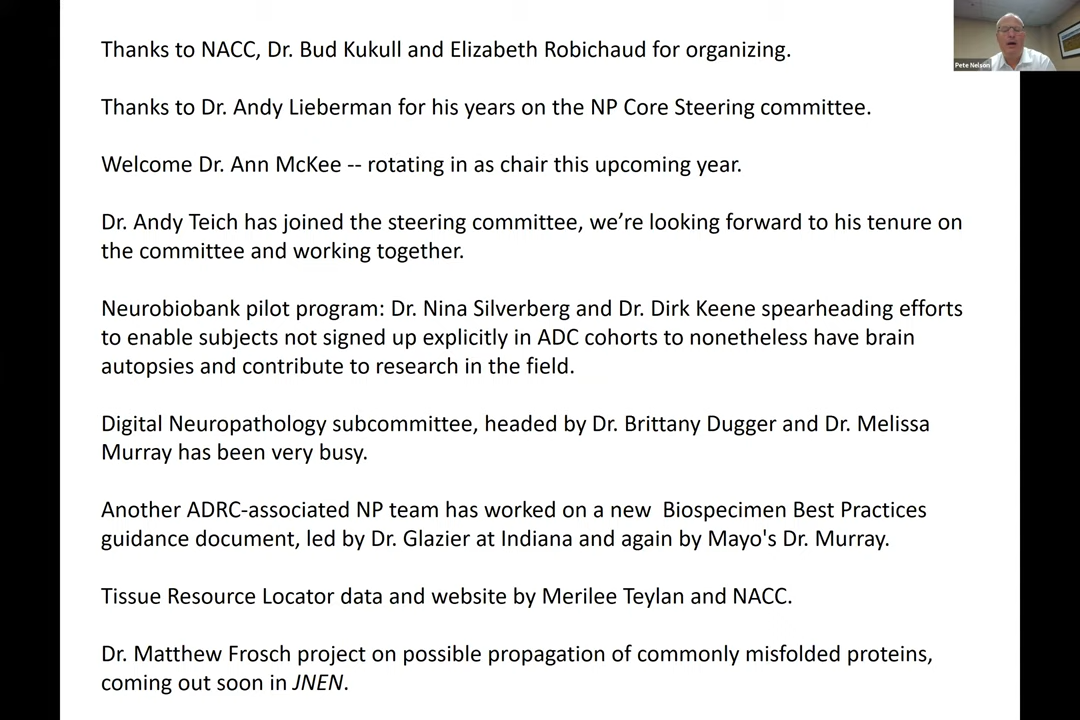 Thanks to NACC, Dr. Bud Kukull and Elizabeth Robichaud for organizing.
Thanks to Dr. Andy Lieberman for his years on the NP Core Steering committee.
Welcome Dr. Ann McKee -- rotating in as chair this upcoming year.
Dr. Andy Teich has joined the steering committee, we’re looking forward to his tenure on
the committee and working together.
Neurobiobank pilot program: Dr. Nina Silverberg and Dr. Dirk Keene spearheading efforts
to enable subjects not signed up explicitly in ADC cohorts to nonetheless have brain
autopsies and contribute to research in the field.
Digital Neuropathology subcommittee, headed by Dr. Brittany Dugger and Dr. Melissa
Murray has been very busy.
Another ADRC-associated NP team has worked on a new  Biospecimen Best Practices
guidance document, led by Dr. Glazier at Indiana and again by Mayo's Dr. Murray.
Tissue Resource Locator data and website by Merilee Teylan and NACC.
Dr. Matthew Frosch project on possible propagation of commonly misfolded proteins,
coming out soon in JNEN.
Pete Nelson